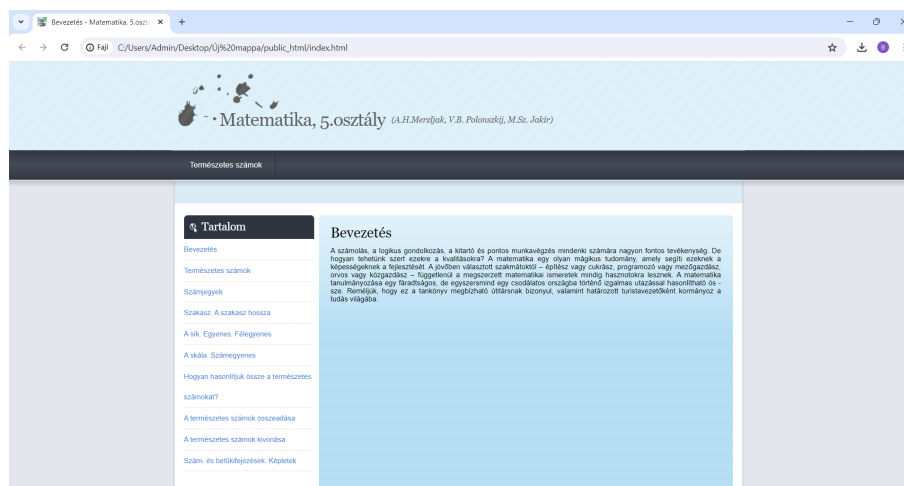 Bevezetés - Matematika, 5.oszt
Fájl C:/Users/Admin/Desktop/Új%20mappa/public_html/index.html
B
Matematika, 5.osztály (A.H.Merzljak, V.B. Polonszkij, M.Sz. Jakir)
Természetes számok
Tartalom
Bevezetés
Természetes számok
Számjegyek
Szakasz. A szakasz hossza
A sík. Egyenes. Félegyenes
A skála. Számegyenes
Hogyan hasonlítjuk össze a természetes
számokat?
A természetes számok összeadása
A természetes számok kivonása
Szám- és betűkifejezések. Képletek
Bevezetés
A számolás, a logikus gondolkozás, a kitartó és pontos munkavégzés mindenki számára nagyon fontos tevékenység. De
hogyan tehetünk szert ezekre a kvalitásokra? A matematika egy olyan mágikus tudomány, amely segíti ezeknek a
képességeknek a fejlesztését. A jövőben választott szakmátoktól – építész vagy cukrász, programozó vagy mezőgazdász,
orvos vagy közgazdász – függetlenül a megszerzett matematikai ismeretek mindig hasznotokra lesznek. A matematika
tanulmányozása egy fáradtságos, de egyszersmind egy csodálatos országba történő izgalmas utazással hasonlítható ös -
sze. Reméljük, hogy ez a tankönyv megbízható útitársnak bizonyul, valamint határozott turistavezetőként kormányoz a
tudás világába.